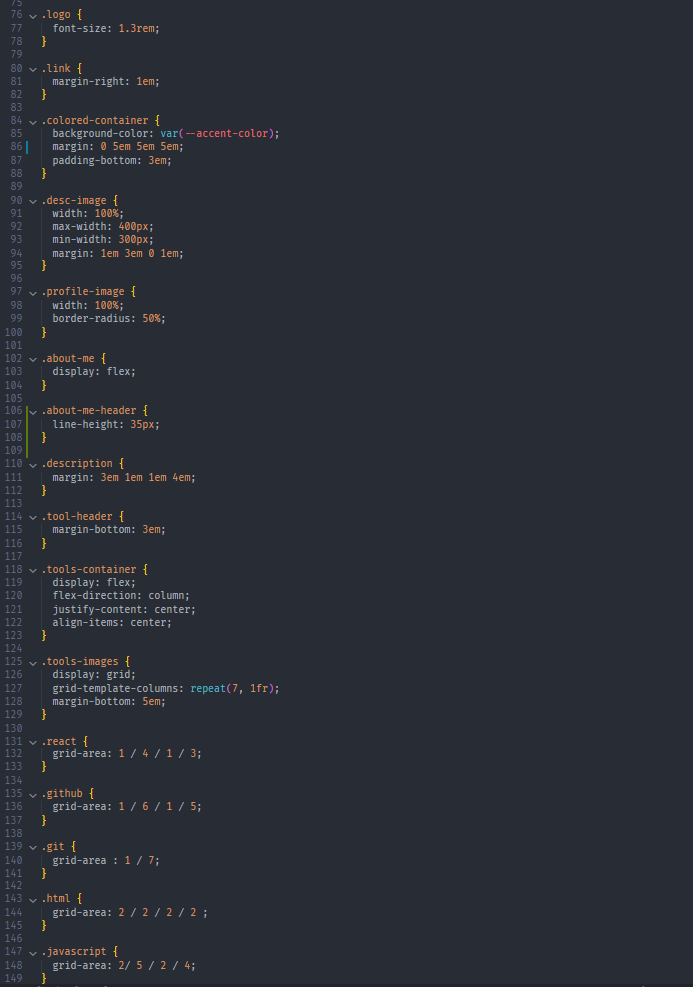 75
76 .logo {
77 font-size: 1.3rem;
78 }
79
80 .link {
81 margin-right: 1em;
82 }
83
84 .colored-container {
85 background-color: var(--accent-color);
86 margin: 0 5em 5em 5em;
87 padding-bottom: 3em;
88 }
89
90 .desc-image {
91 width: 100%;
92 max-width: 400px;
93 min-width: 300px;
94 margin: 1em 3em 0 1em;
95 }
96
97 .profile-image {
98 width: 100%;
99 border-radius: 50%;
100 }
101
102 .about-me {
103 display: flex;
104 }
105
106 .about-me-header {
107 line-height: 35px;
108 }
109
110 .description {
111 margin: 3em 1em 1em 4em;
112 }
113
114 .tool-header {
115 margin-bottom: 3em;
116 }
117
118 .tools-container {
119 display: flex;
120 flex-direction: column;
121 justify-content: center;
122 align-items: center;
123 }
124
125 .tools-images {
126 display: grid;
127 grid-template-columns: repeat(7, 1fr);
128 margin-bottom: 5em;
129 }
130
131 .react {
132 grid-area: 1 / 4 / 1 / 3;
133 }
134
135 .github {
136 grid-area: 1 / 6 / 1 / 5;
137 }
138
139 .git {
140 grid-area : 1 / 7;
141 }
142
143 .html {
144 grid-area: 2 / 2 / 2 / 2 ;
145 }
146
147 .javascript {
148 grid-area: 2/ 5 / 2 / 4;
149 }